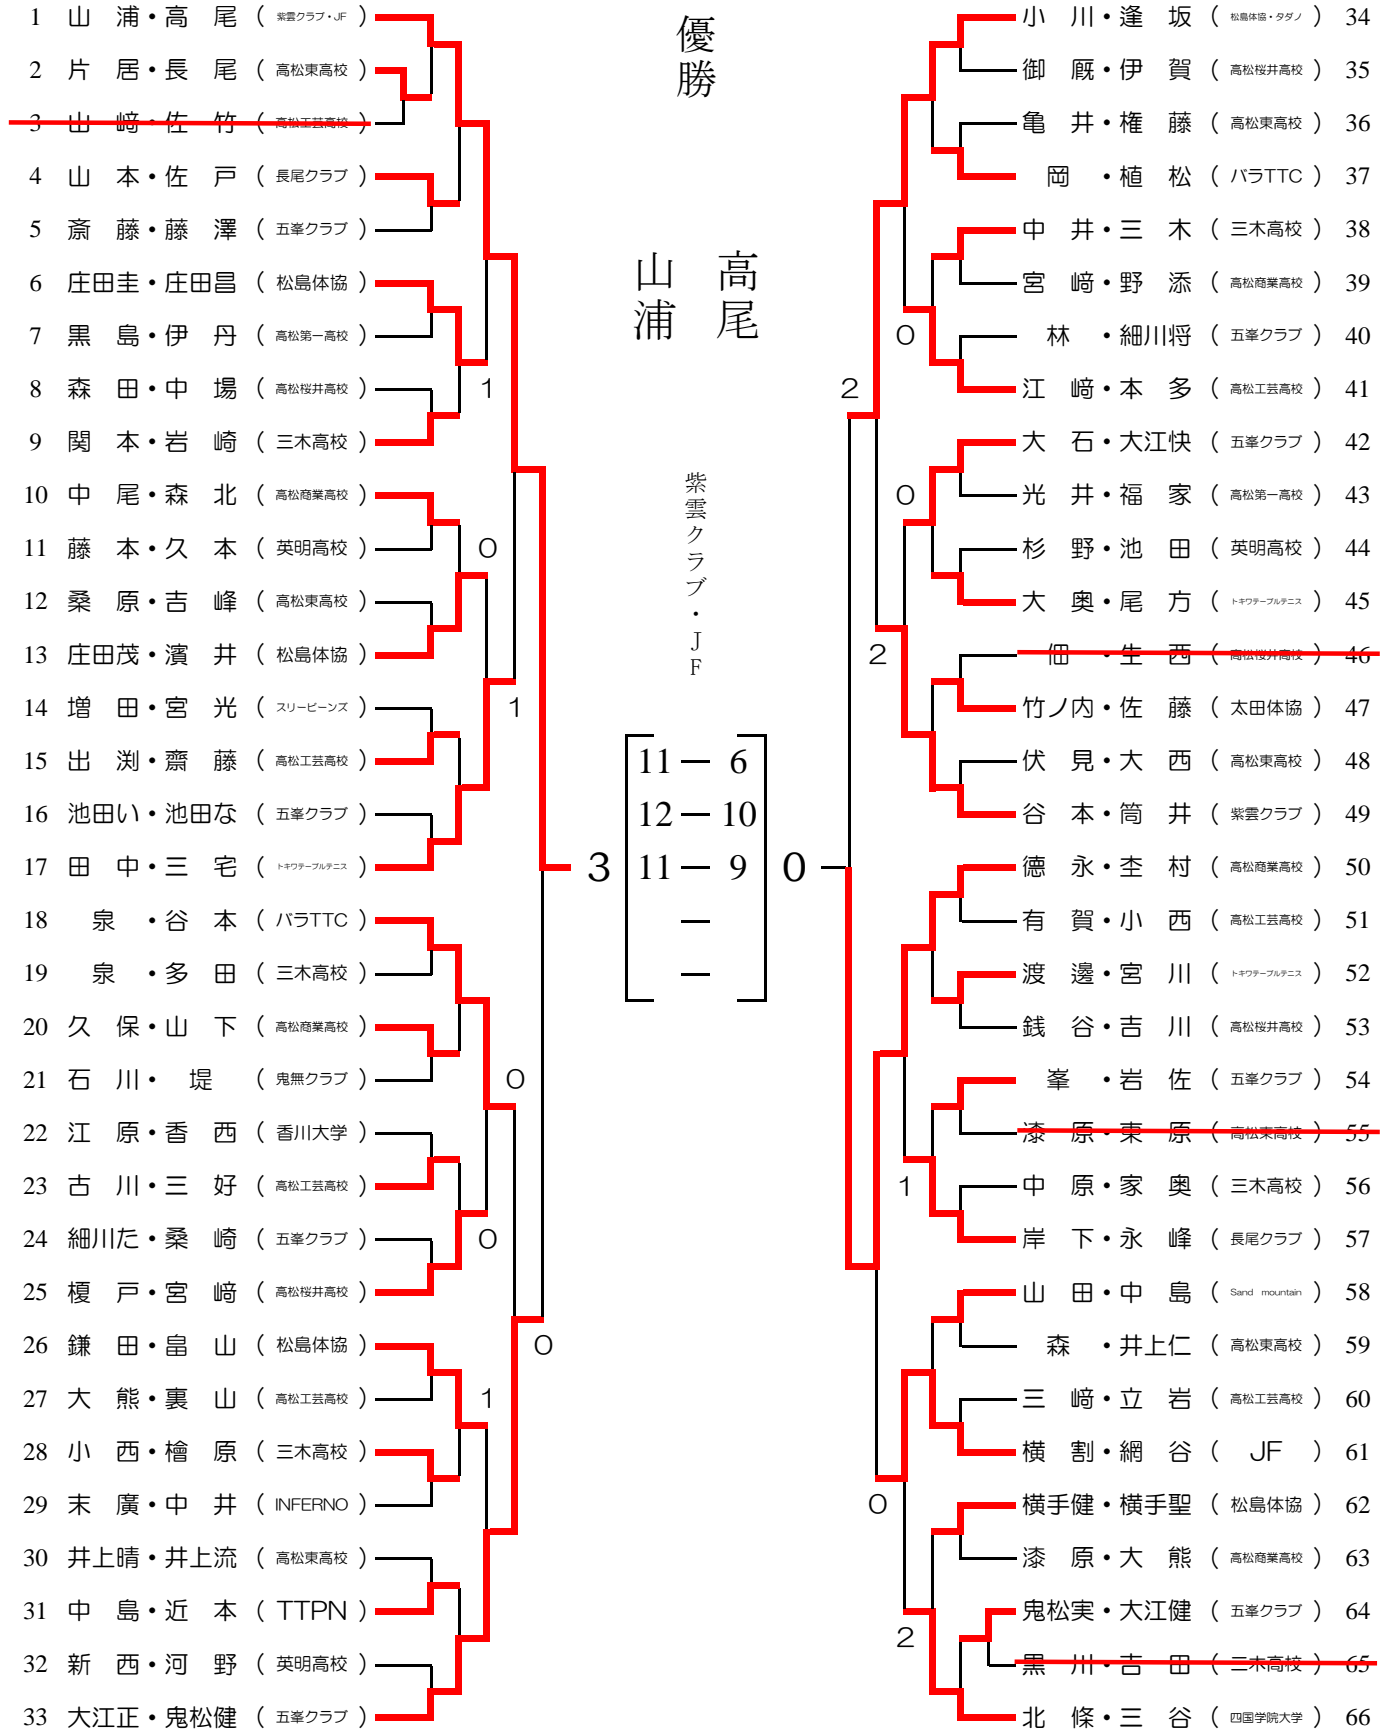 優勝
高尾
山浦
紫雲クラブ・JF
1 山 浦・高 尾 ( 紫雲クラブ・JF )
2 片 居・長 尾 ( 高松東高校 )
3 山 﨑・佐 竹 ( 高松工芸高校 )
4 山 本・佐 戸 ( 長尾クラブ )
5 斎 藤・藤 澤 ( 五峯クラブ )
6 庄田圭・庄田昌 ( 松島体協 )
7 黒 島・伊 丹 ( 高松第一高校 )
8 森 田・中 場 ( 高松桜井高校 )
9 関 本・岩 崎 ( 三木高校 )
10 中 尾・森 北 ( 高松商業高校 )
11 藤 本・久 本 ( 英明高校 )
12 桑 原・吉 峰 ( 高松東高校 )
13 庄田茂・濱 井 ( 松島体協 )
14 増 田・宮 光 ( スリービーンズ )
15 出 渕・齋 藤 ( 高松工芸高校 )
16 池田い・池田な ( 五峯クラブ )
17 田 中・三 宅 ( トキワテーブルテニス )
18 泉 ・谷 本 ( バラTTC )
19 泉 ・多 田 ( 三木高校 )
20 久 保・山 下 ( 高松商業高校 )
21 石 川・ 堤 ( 鬼無クラブ )
22 江 原・香 西 ( 香川大学 )
23 古 川・三 好 ( 高松工芸高校 )
24 細川た・桑 崎 ( 五峯クラブ )
25 榎 戸・宮 﨑 ( 高松桜井高校 )
26 鎌 田・畠 山 ( 松島体協 )
27 大 熊・裏 山 ( 高松工芸高校 )
28 小 西・檜 原 ( 三木高校 )
29 末 廣・中 井 ( INFERNO )
30 井上晴・井上流 ( 高松東高校 )
31 中 島・近 本 ( TTPN )
32 新 西・河 野 ( 英明高校 )
33 大江正・鬼松健 ( 五峯クラブ )
1
0
1
0
0
0
1
3
11 ― 6
12 ― 10
11 ― 9
―
―
0
小 川・逢 坂 ( 松島体協・タダノ ) 34
御 厩・伊 賀 ( 高松桜井高校 ) 35
亀 井・権 藤 ( 高松東高校 ) 36
岡 ・植 松 ( バラTTC ) 37
中 井・三 木 ( 三木高校 ) 38
宮 﨑・野 添 ( 高松商業高校 ) 39
林 ・細川将 ( 五峯クラブ ) 40
江 﨑・本 多 ( 高松工芸高校 ) 41
大 石・大江快 ( 五峯クラブ ) 42
光 井・福 家 ( 高松第一高校 ) 43
杉 野・池 田 ( 英明高校 ) 44
大 奥・尾 方 ( トキワテーブルテニス ) 45
佃 ・生 西 ( 高松桜井高校 ) 46
竹ノ内・佐 藤 ( 太田体協 ) 47
伏 見・大 西 ( 高松東高校 ) 48
谷 本・筒 井 ( 紫雲クラブ ) 49
德 永・杢 村 ( 高松商業高校 ) 50
有 賀・小 西 ( 高松工芸高校 ) 51
渡 邊・宮 川 ( トキワテーブルテニス ) 52
銭 谷・吉 川 ( 高松桜井高校 ) 53
峯 ・岩 佐 ( 五峯クラブ ) 54
漆 原・東 原 ( 高松東高校 ) 55
中 原・家 奥 ( 三木高校 ) 56
岸 下・永 峰 ( 長尾クラブ ) 57
山 田・中 島 ( Sand mountain ) 58
森 ・井上仁 ( 高松東高校 ) 59
三 﨑・立 岩 ( 高松工芸高校 ) 60
横 割・網 谷 ( JF ) 61
横手健・横手聖 ( 松島体協 ) 62
漆 原・大 熊 ( 高松商業高校 ) 63
鬼松実・大江健 ( 五峯クラブ ) 64
黒 川・吉 田 ( 三木高校 ) 65
北 條・三 谷 ( 四国学院大学 ) 66
0
2
0
2
1
0
2